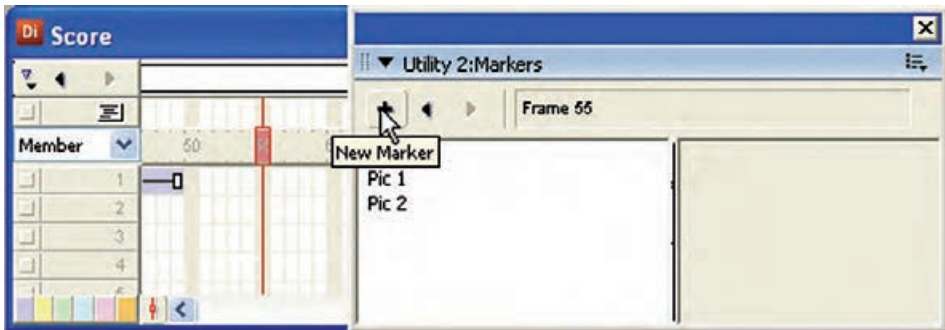 Di Score
Member
50
1
2
3
4
Utility 2:Markers
Frame 55
New Marker
Pic 1
Pic 2